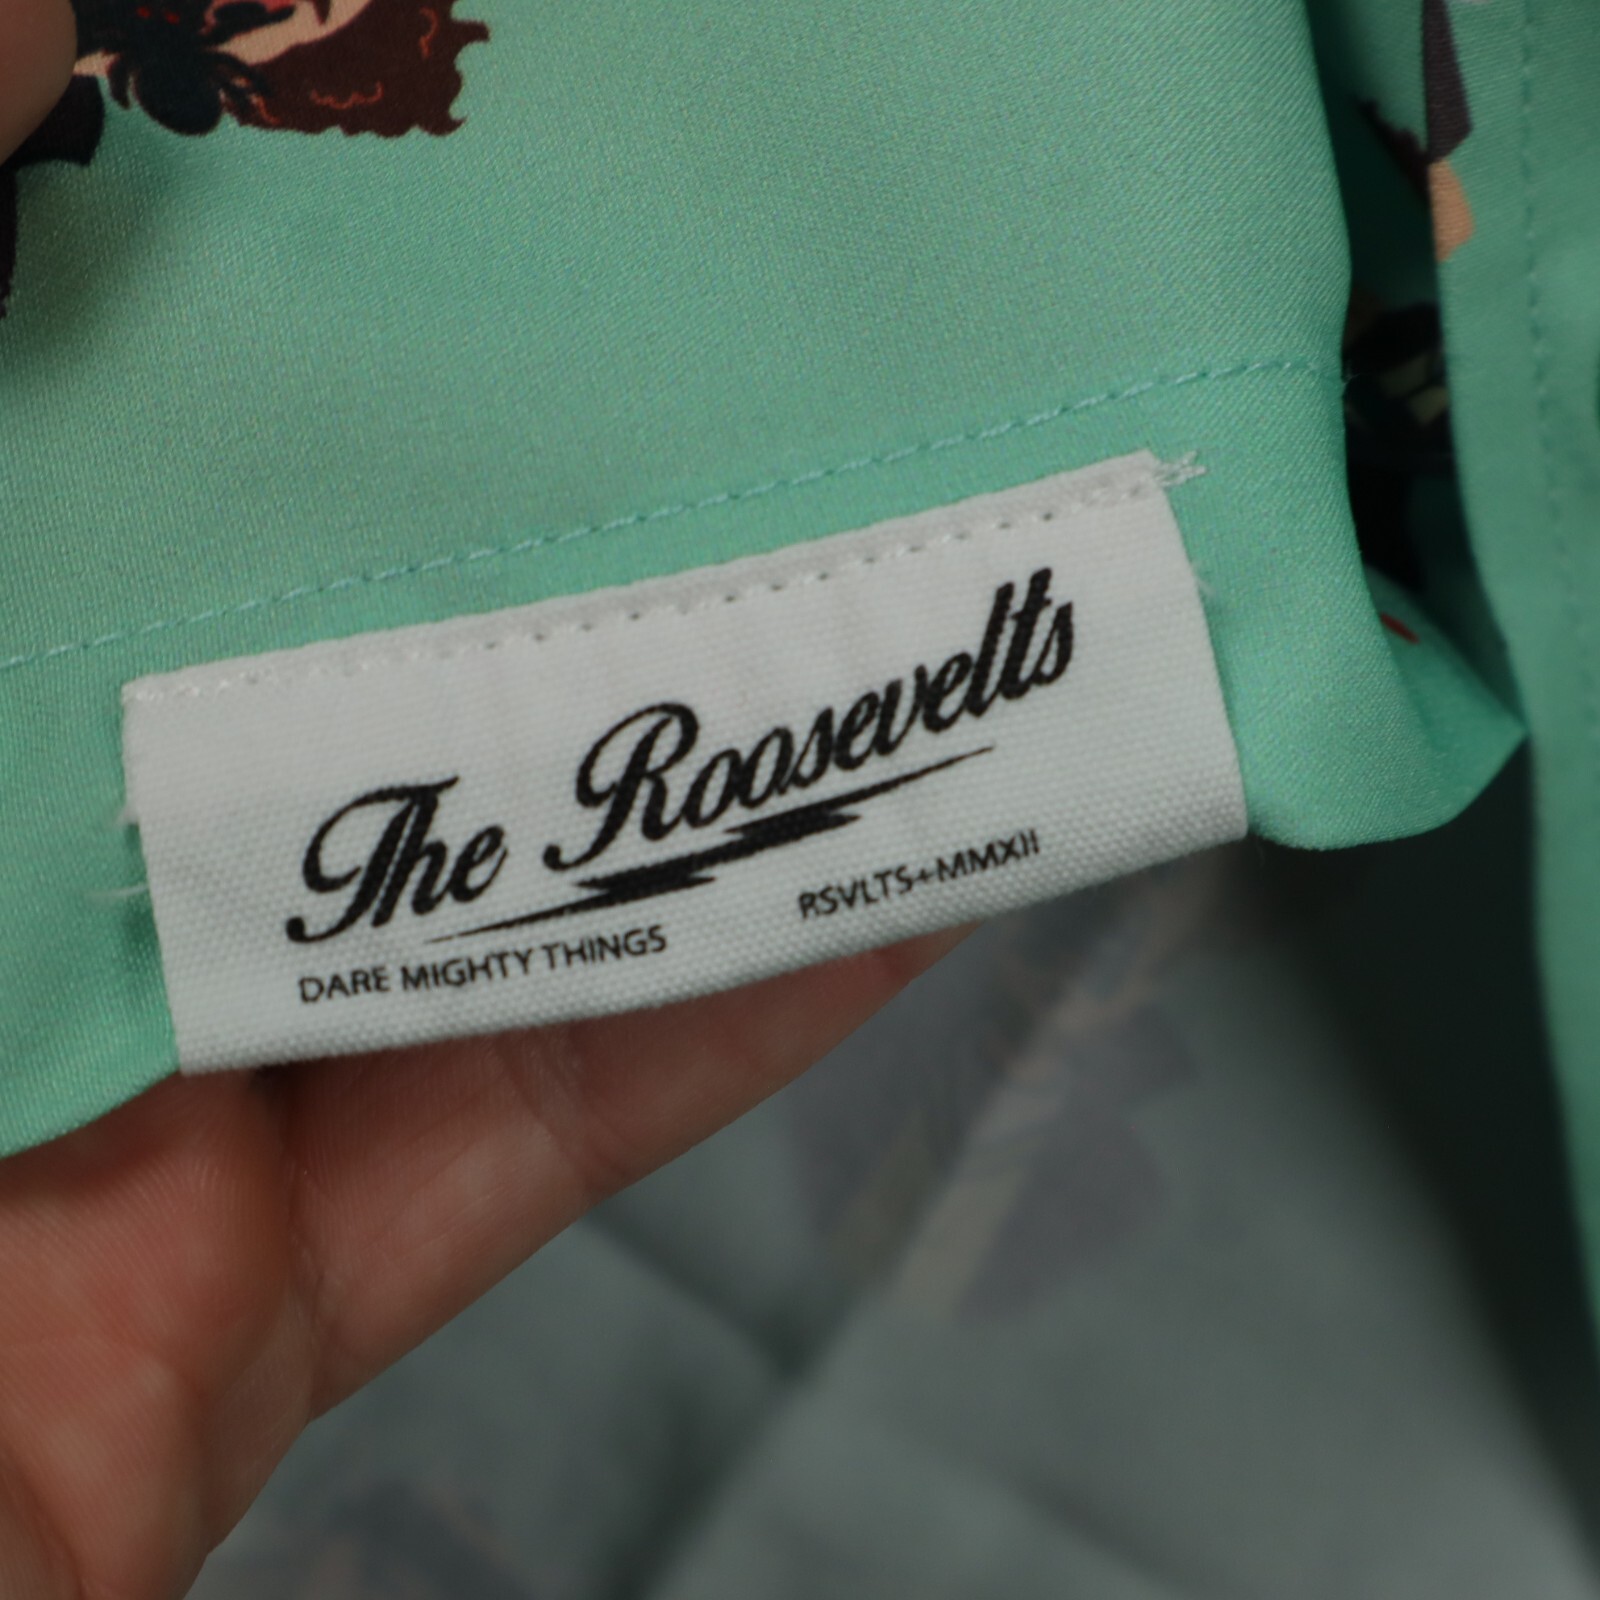 The Roosevelts
DARE MIGHTY THINGS
RSVLTS+MMXII